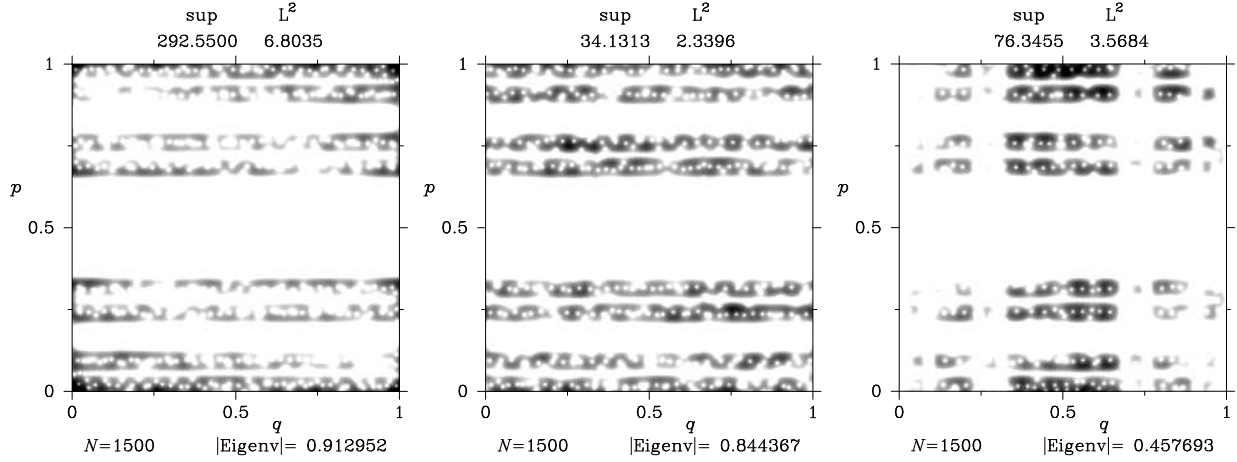 sup L²
292.5500 6.8035
1
p
0.5
0
0 0.5 1
q
N=1500 |Eigenv|= 0.912952
sup L²
34.1313 2.3396
1
p
0.5
0
0 0.5 1
q
N=1500 |Eigenv|= 0.844367
sup L²
76.3455 3.5684
1
p
0.5
0
0 0.5 1
q
N=1500 |Eigenv|= 0.457693